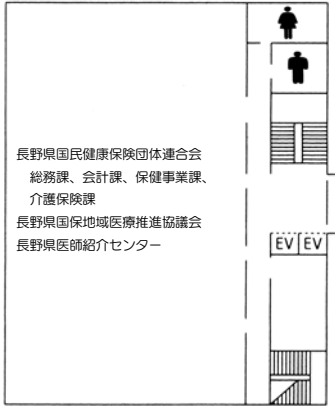 長野県国民健康保険団体連合会
総務課、会計課、保健事業課、
介護保険課
長野県国保地域医療推進協議会
長野県医師紹介センター
EV EV